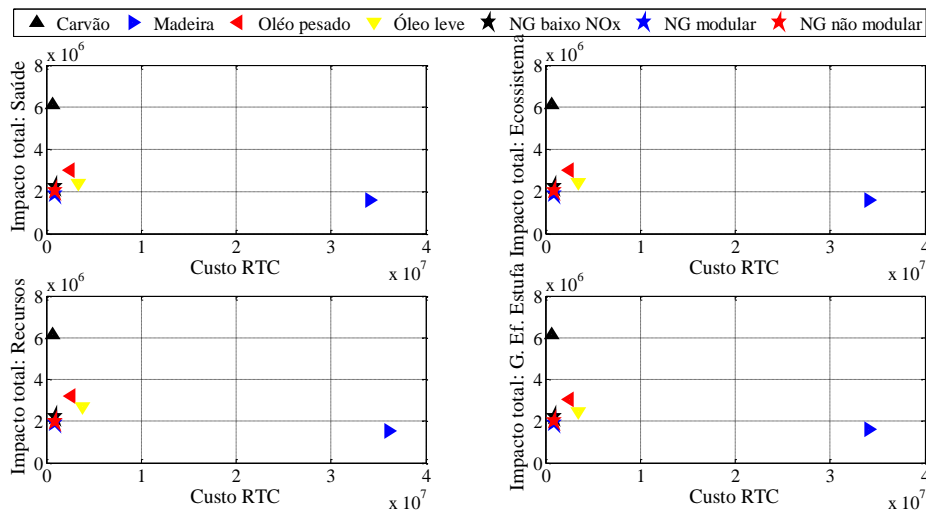 Carvão Madeira Oléo pesado Óleo leve NG baixo NOx NG modular NG não modular
x 10^6
8
6
4
2
0
Impacto total: Saúde
0 1 2 3 4
Custo RTC
x 10^7
x 10^6
8
6
4
2
0
Impacto total: Ecossistema
0 1 2 3 4
Custo RTC
x 10^7
x 10^6
8
6
4
2
0
Impacto total: Recursos
0 1 2 3 4
Custo RTC
x 10^7
x 10^6
8
6
4
2
0
Impacto total: G. Ef. Estufa
0 1 2 3 4
Custo RTC
x 10^7